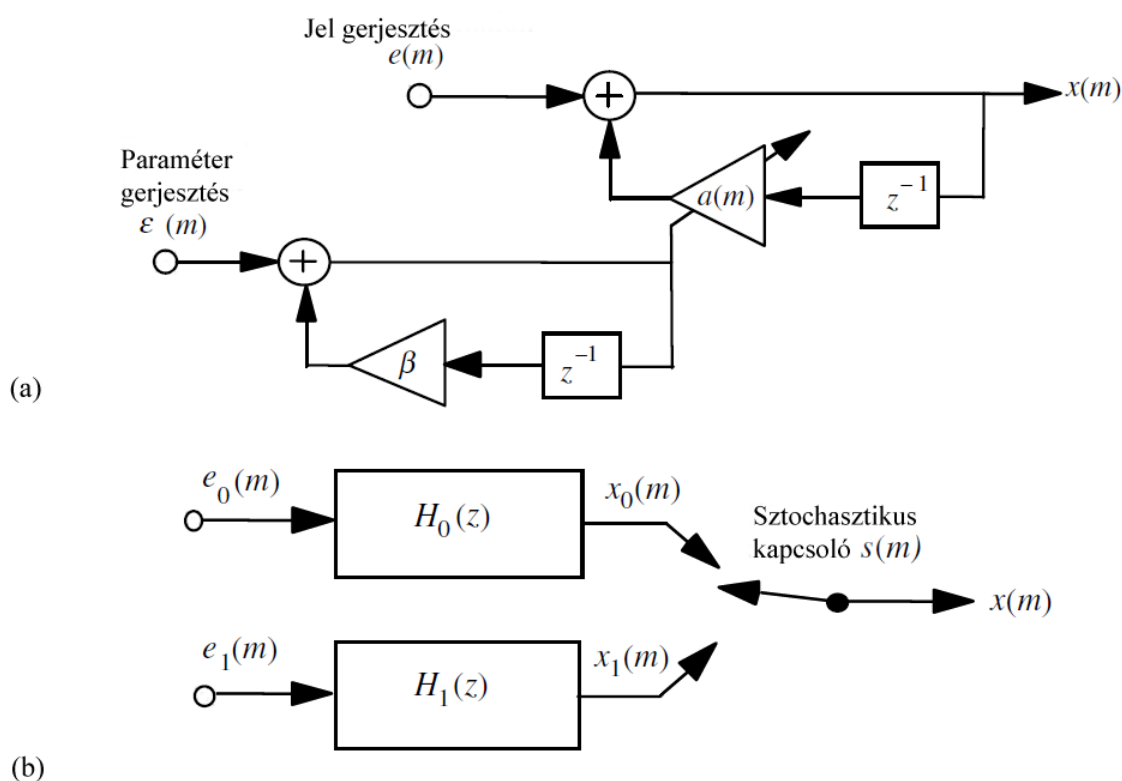 Jel gerjesztés
e(m)
+
x(m)
Paraméter
gerjesztés
ε (m)
a(m)
z⁻¹
+
β
z⁻¹
(a)
e₀(m)
H₀(z)
x₀(m)
Sztochasztikus
kapcsoló s(m)
x(m)
e₁(m)
H₁(z)
x₁(m)
(b)